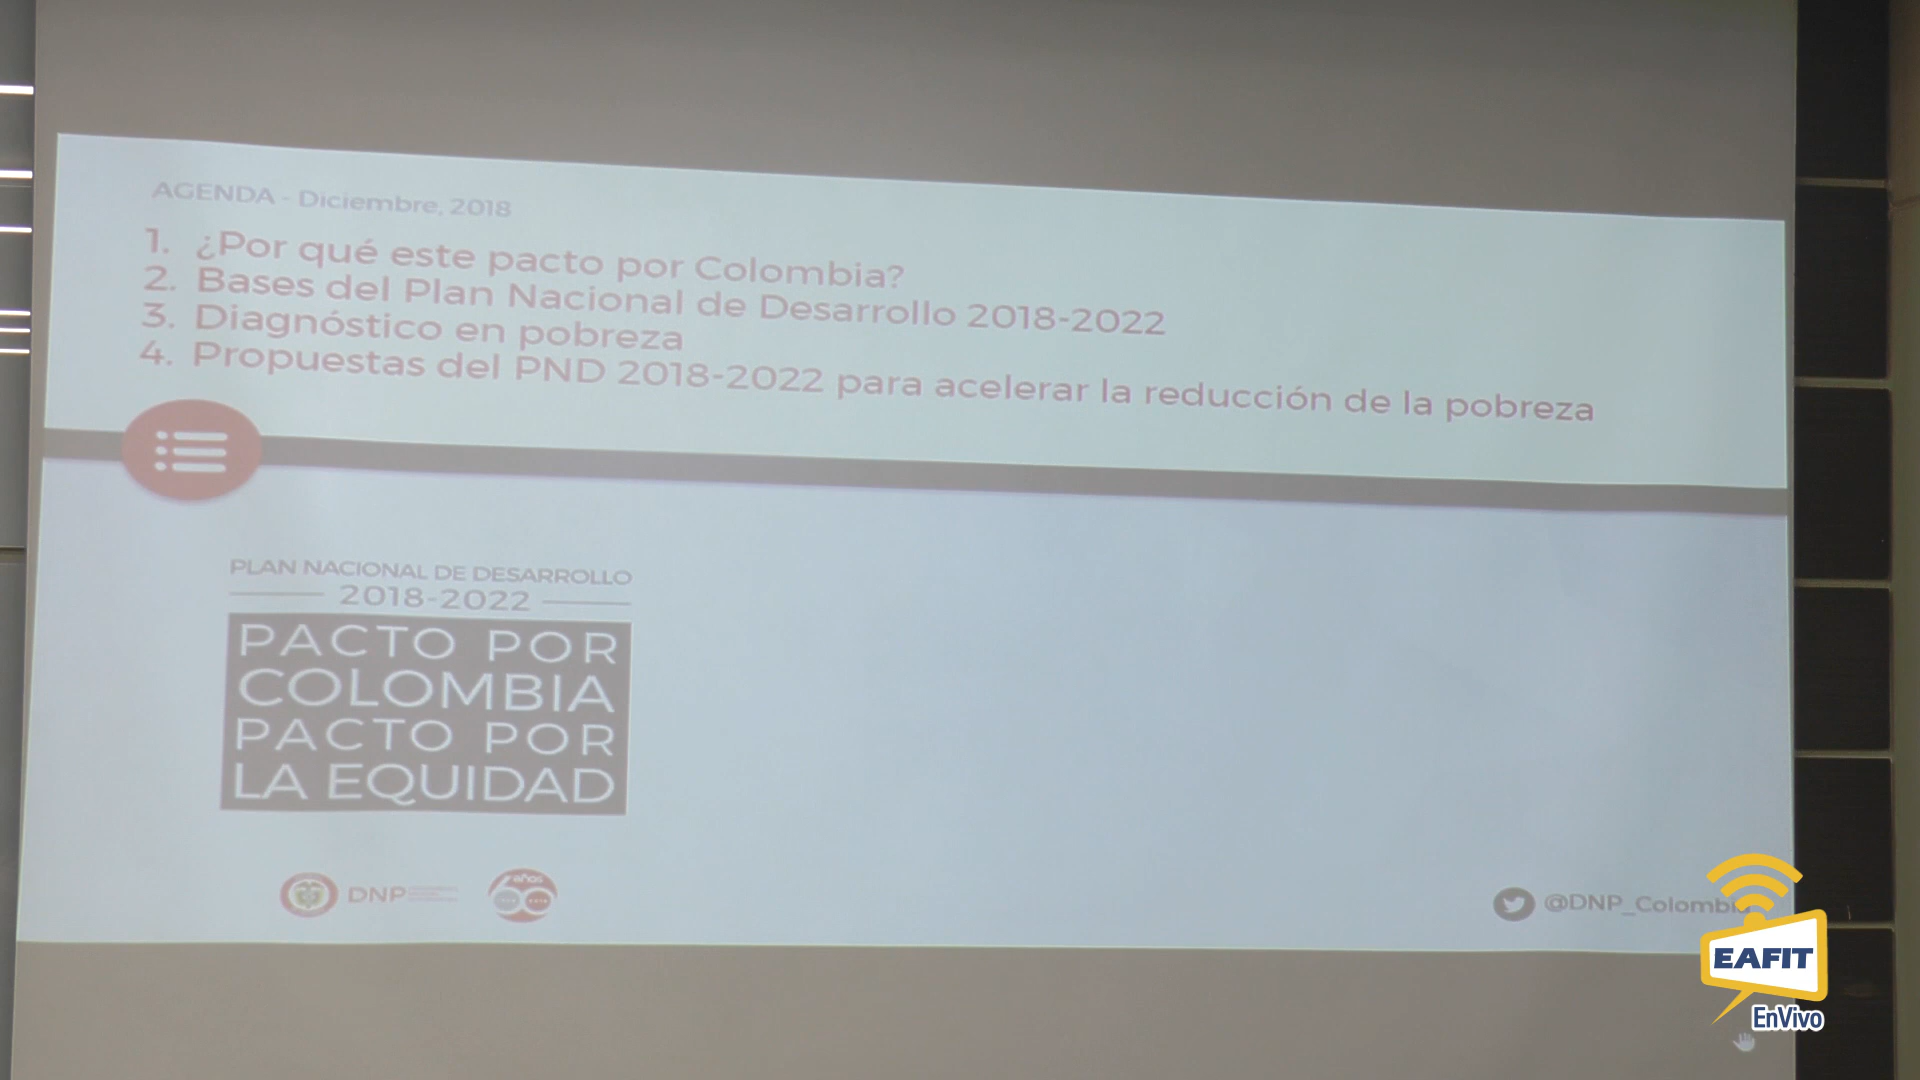 AGENDA - Diciembre, 2018
1. ¿Por qué este pacto por Colombia?
2. Bases del Plan Nacional de Desarrollo 2018-2022
3. Diagnóstico en pobreza
4. Propuestas del PND 2018-2022 para acelerar la reducción de la pobreza
PLAN NACIONAL DE DESARROLLO
2018-2022
PACTO POR
COLOMBIA
PACTO POR
LA EQUIDAD
DNP
años
60
@DNP_Colombia
EAFIT
EnVivo